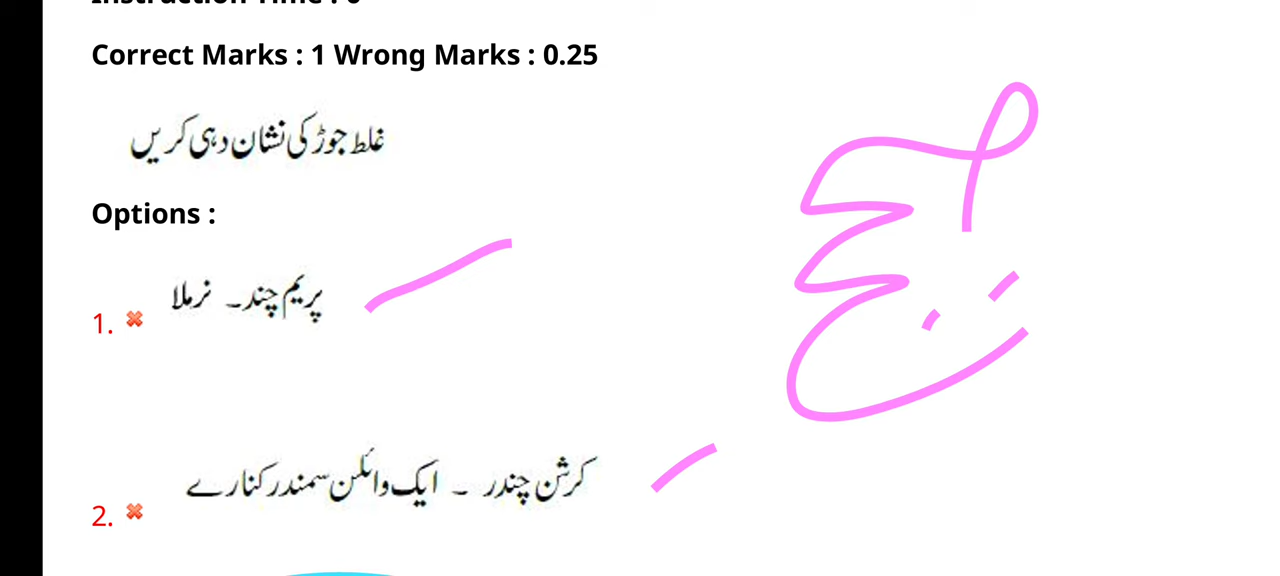 Correct Marks : 1 Wrong Marks : 0.25
غلط جوڑ کی نشان دہی کریں
Options :
پریم چند ۔ نرملا
1.
کرشن چندر ۔ ایک وائلن سمندر کنارے
2.